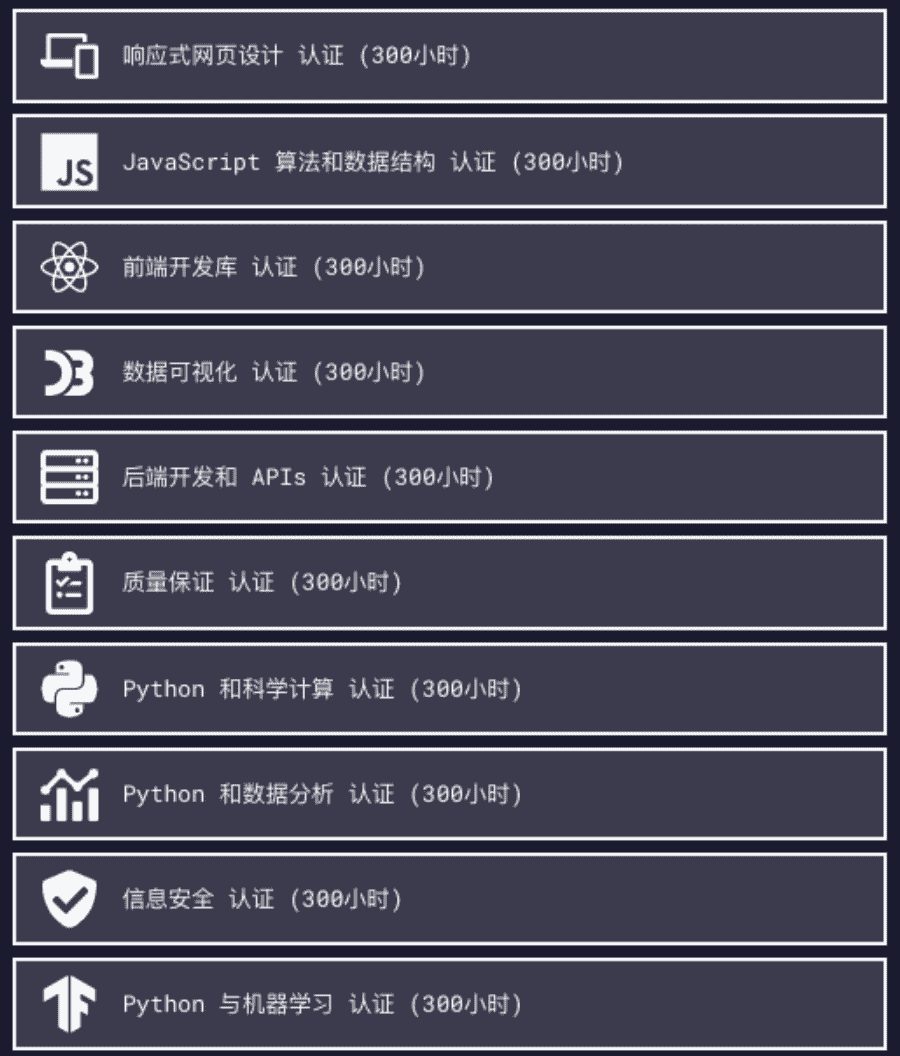 响应式网页设计 认证 (300小时)
JS
JavaScript 算法和数据结构 认证 (300小时)
前端开发库 认证 (300小时)
数据可视化 认证 (300小时)
后端开发和 APIs 认证 (300小时)
质量保证 认证 (300小时)
Python 和科学计算 认证 (300小时)
Python 和数据分析 认证 (300小时)
信息安全 认证 (300小时)
Python 与机器学习 认证 (300小时)